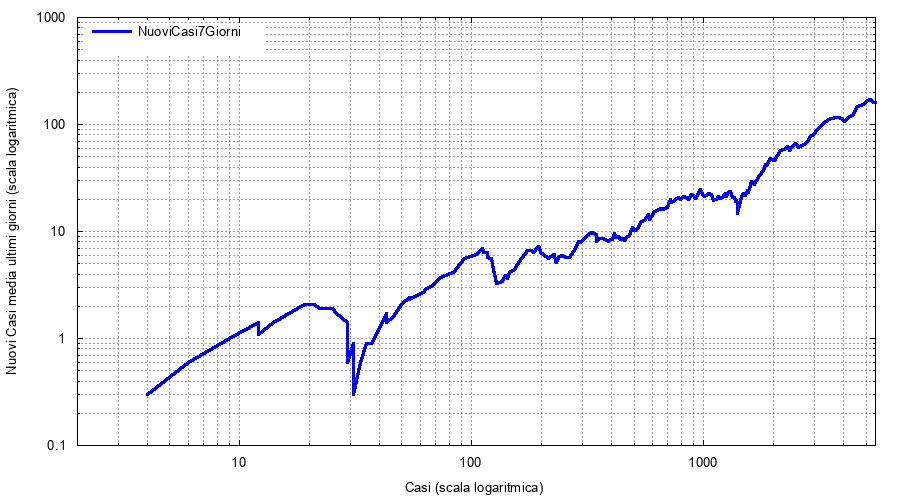 1000
NuoviCasi7Giorni
100
10
1
0.1
Nuovi Casi media ultimi giorni (scala logaritmica)
10 100 1000
Casi (scala logaritmica)